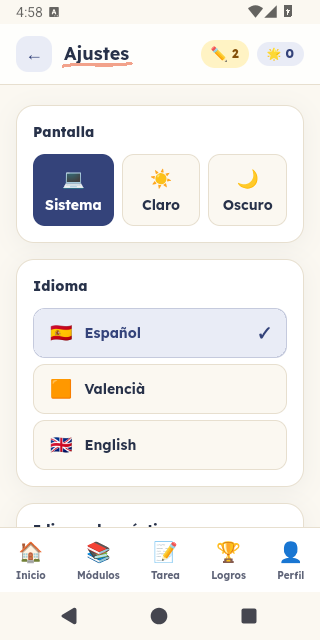 4:58
Ajustes
2
0
Pantalla
Sistema
Claro
Oscuro
Idioma
Español
Valencià
English
Inicio
Módulos
Tarea
Logros
Perfil